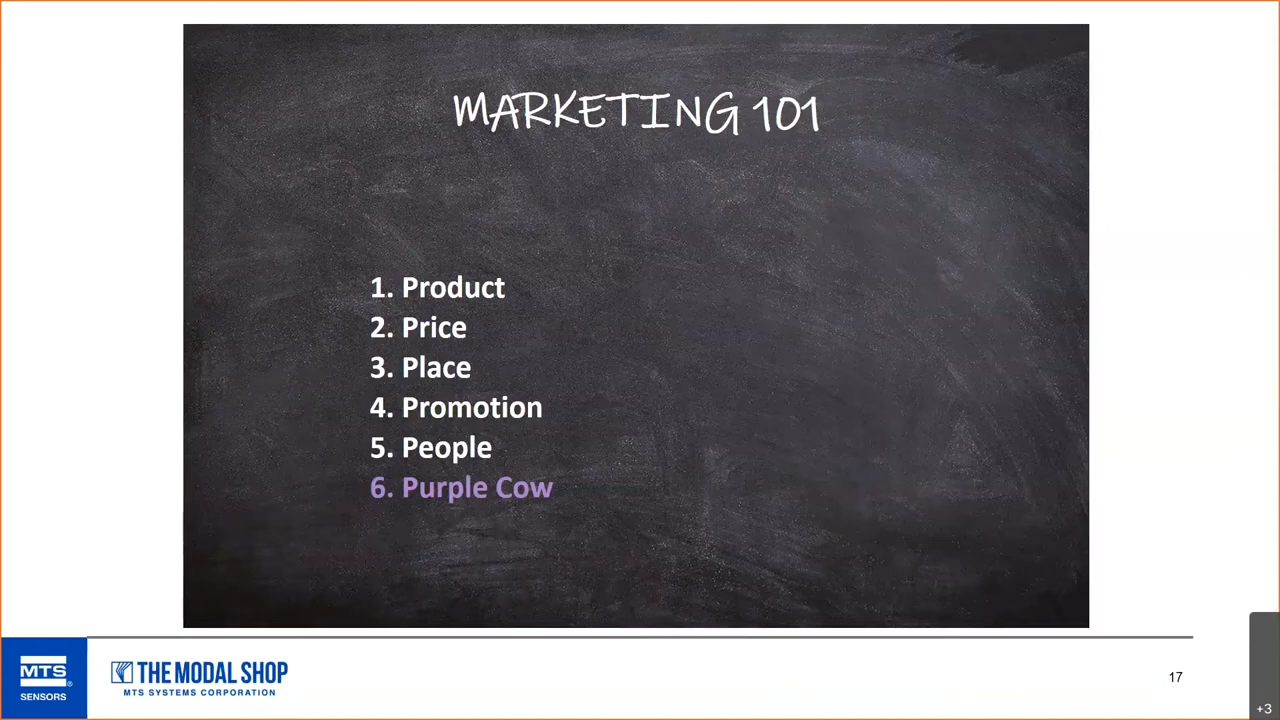 MARKETING 101
1. Product
2. Price
3. Place
4. Promotion
5. People
6. Purple Cow
MTS®
SENSORS
THE MODAL SHOP
MTS SYSTEMS CORPORATION
17
+3